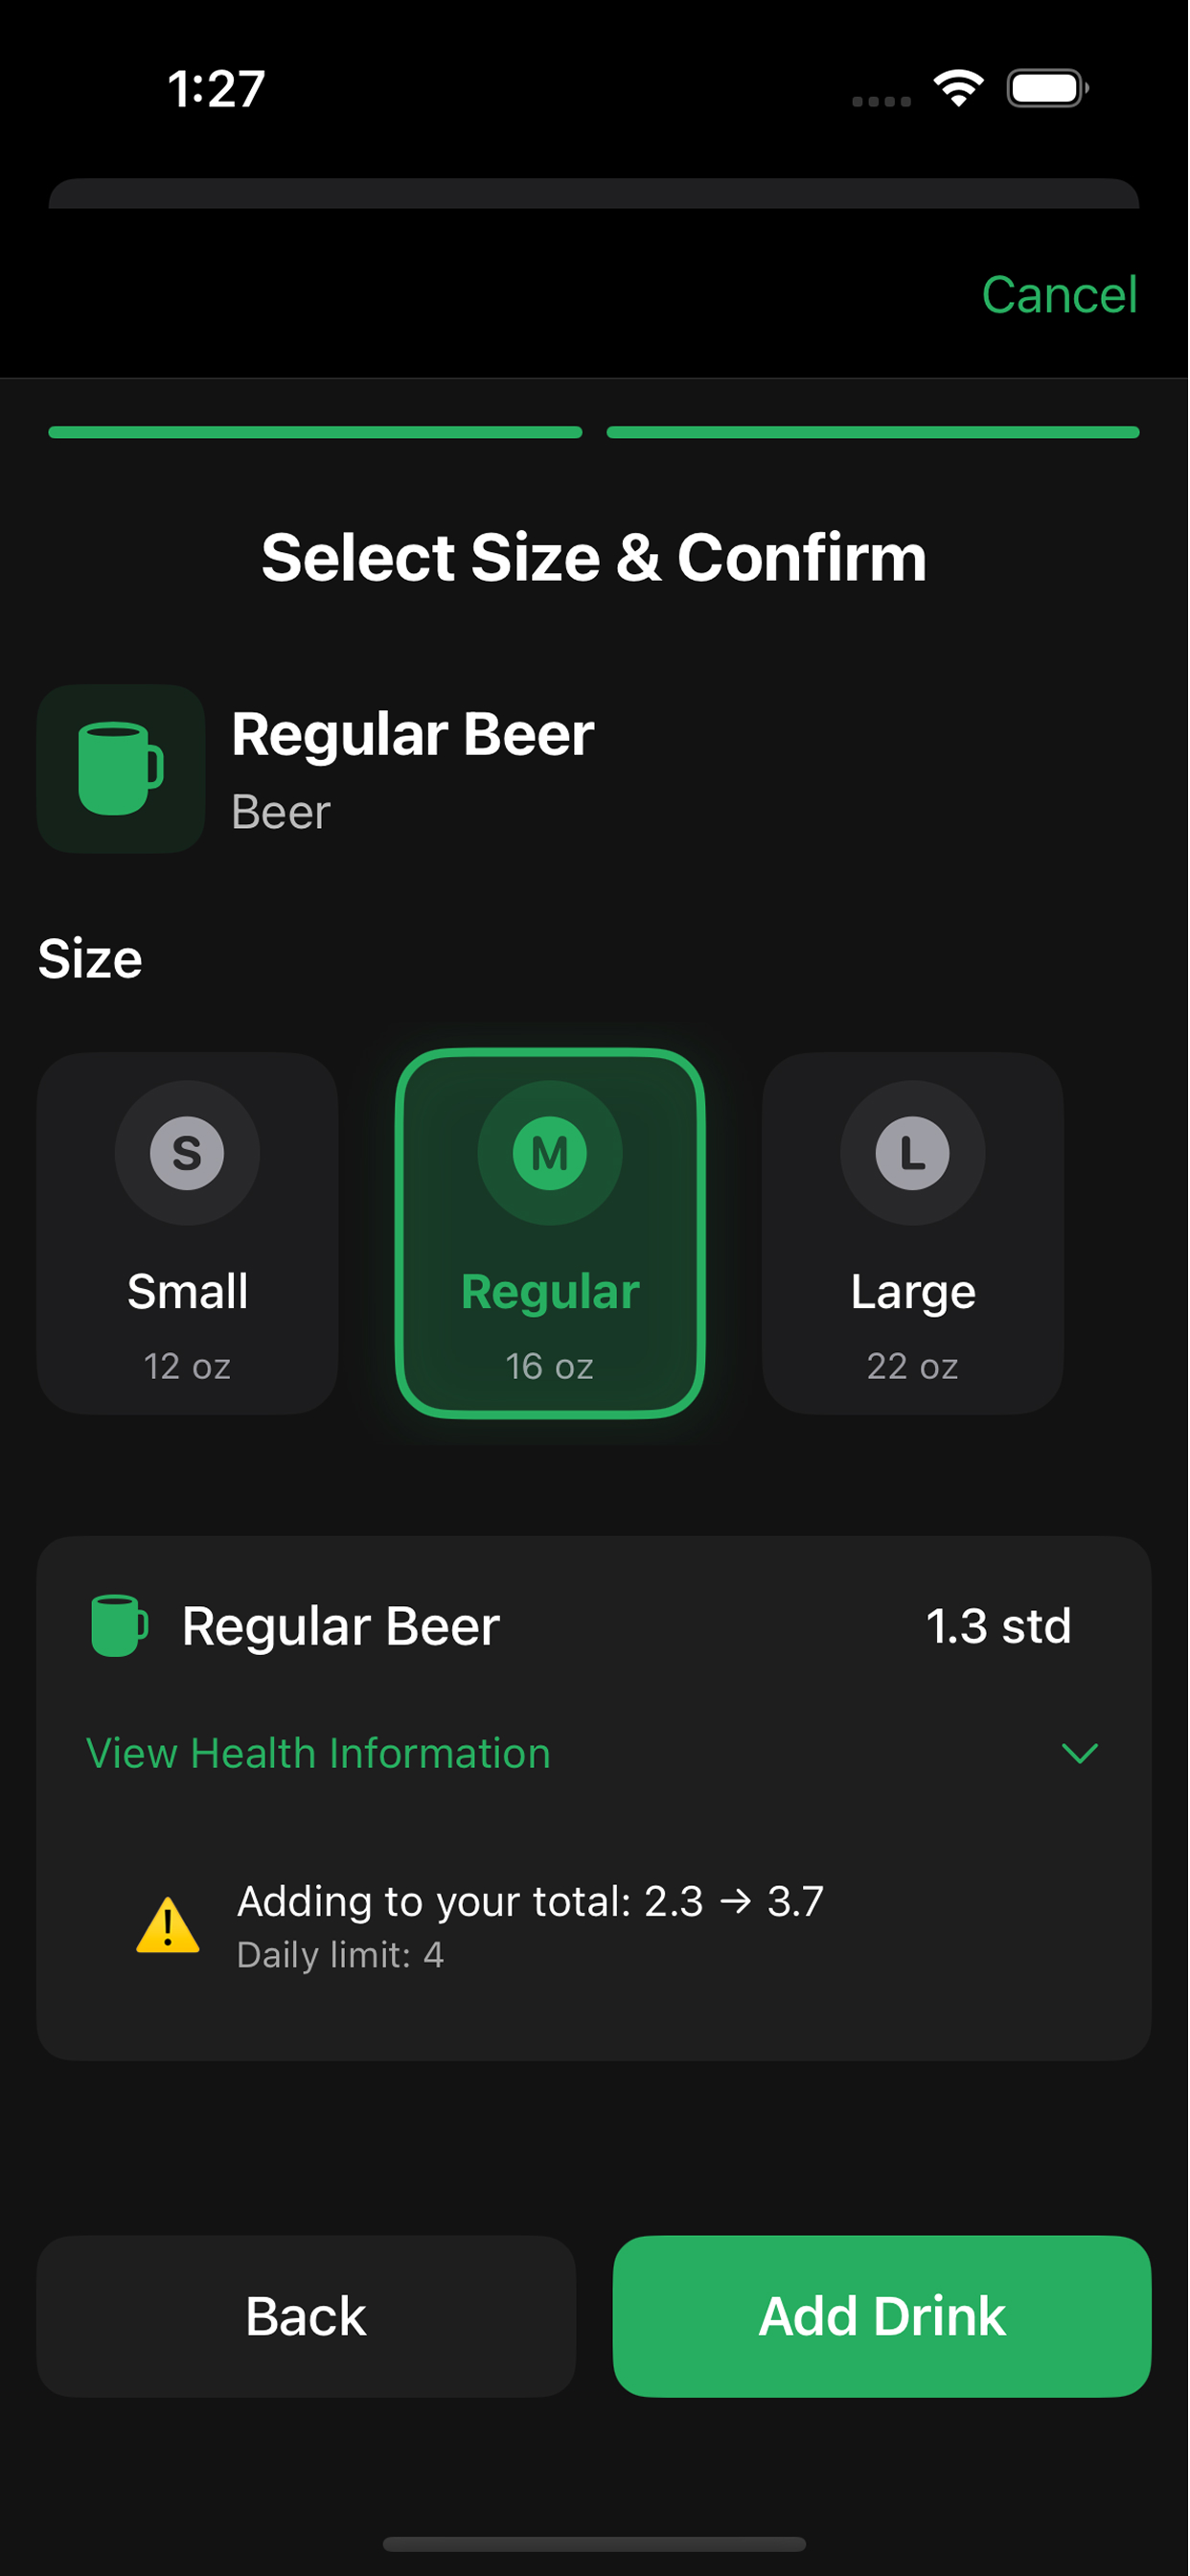 1:27
Cancel
Select Size & Confirm
Regular Beer
Beer
Size
S
M
L
Small
Regular
Large
12 oz
16 oz
22 oz
Regular Beer
1.3 std
View Health Information
Adding to your total: 2.3 → 3.7
Daily limit: 4
Back
Add Drink